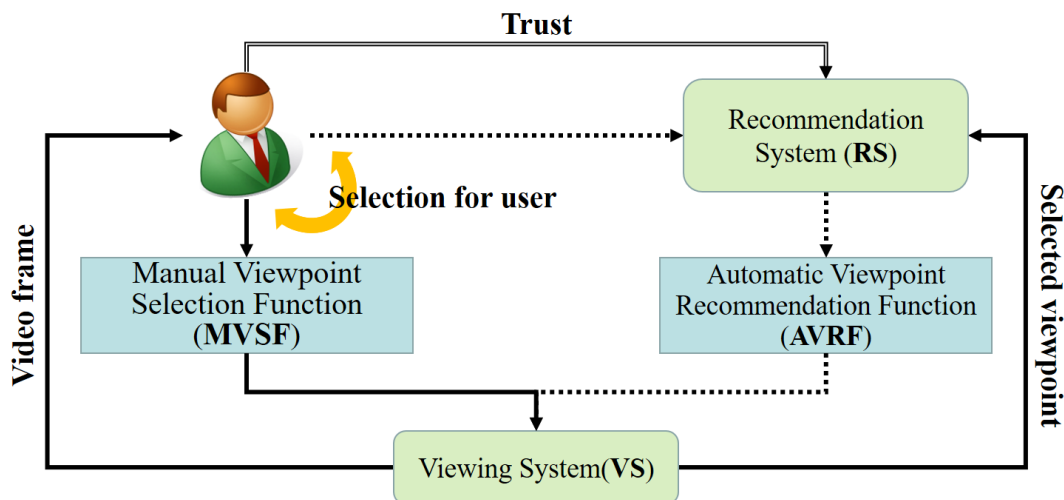 Trust
Recommendation
System (RS)
Selection for user
Manual Viewpoint
Selection Function
(MVSF)
Automatic Viewpoint
Recommendation Function
(AVRF)
Video frame
Selected viewpoint
Viewing System(VS)